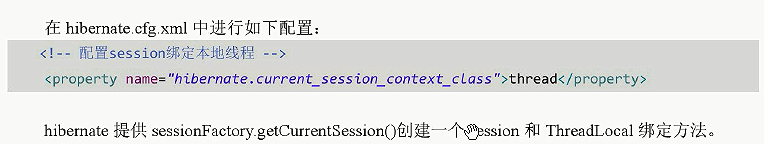 在 hibernate.cfg.xml 中进行如下配置：
<!-- 配置session绑定本地线程 -->
<property name="hibernate.current_session_context_class">thread</property>
hibernate 提供 sessionFactory.getCurrentSession()创建一个 ession 和 ThreadLocal 绑定方法。